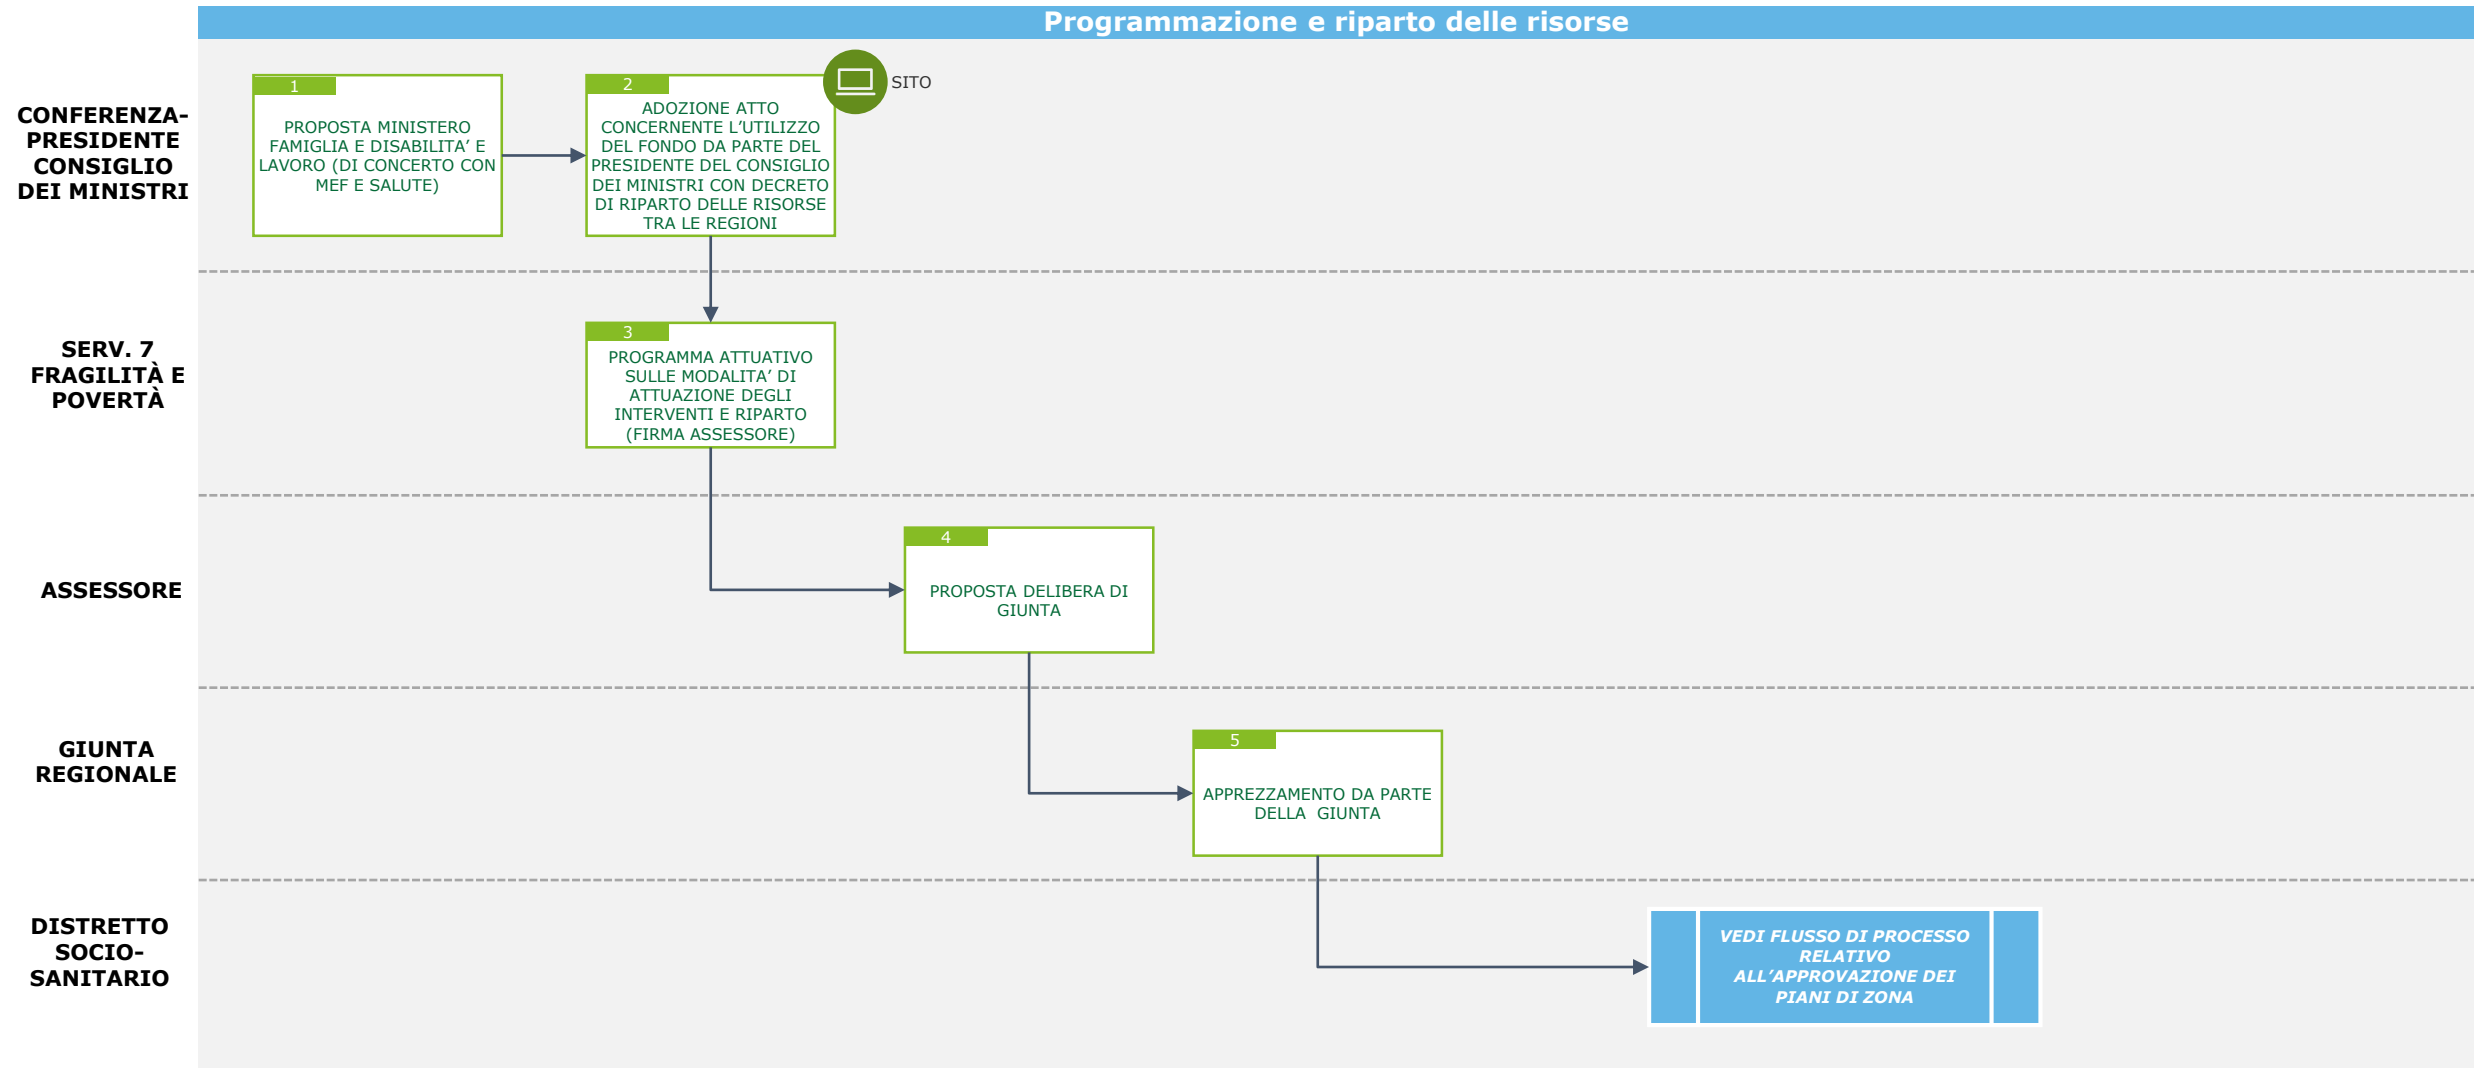 Programmazione e riparto delle risorse
CONFERENZA-
PRESIDENTE
CONSIGLIO
DEI MINISTRI
1
PROPOSTA MINISTERO
FAMIGLIA E DISABILITA’ E
LAVORO (DI CONCERTO CON
MEF E SALUTE)
2
ADOZIONE ATTO
CONCERNENTE L’UTILIZZO
DEL FONDO DA PARTE DEL
PRESIDENTE DEL CONSIGLIO
DEI MINISTRI CON DECRETO
DI RIPARTO DELLE RISORSE
TRA LE REGIONI
SITO
SERV. 7
FRAGILITÀ E
POVERTÀ
3
PROGRAMMA ATTUATIVO
SULLE MODALITA’ DI
ATTUAZIONE DEGLI
INTERVENTI E RIPARTO
(FIRMA ASSESSORE)
ASSESSORE
4
PROPOSTA DELIBERA DI
GIUNTA
GIUNTA
REGIONALE
5
APPREZZAMENTO DA PARTE
DELLA GIUNTA
DISTRETTO
SOCIO-
SANITARIO
VEDI FLUSSO DI PROCESSO
RELATIVO
ALL’APPROVAZIONE DEI
PIANI DI ZONA